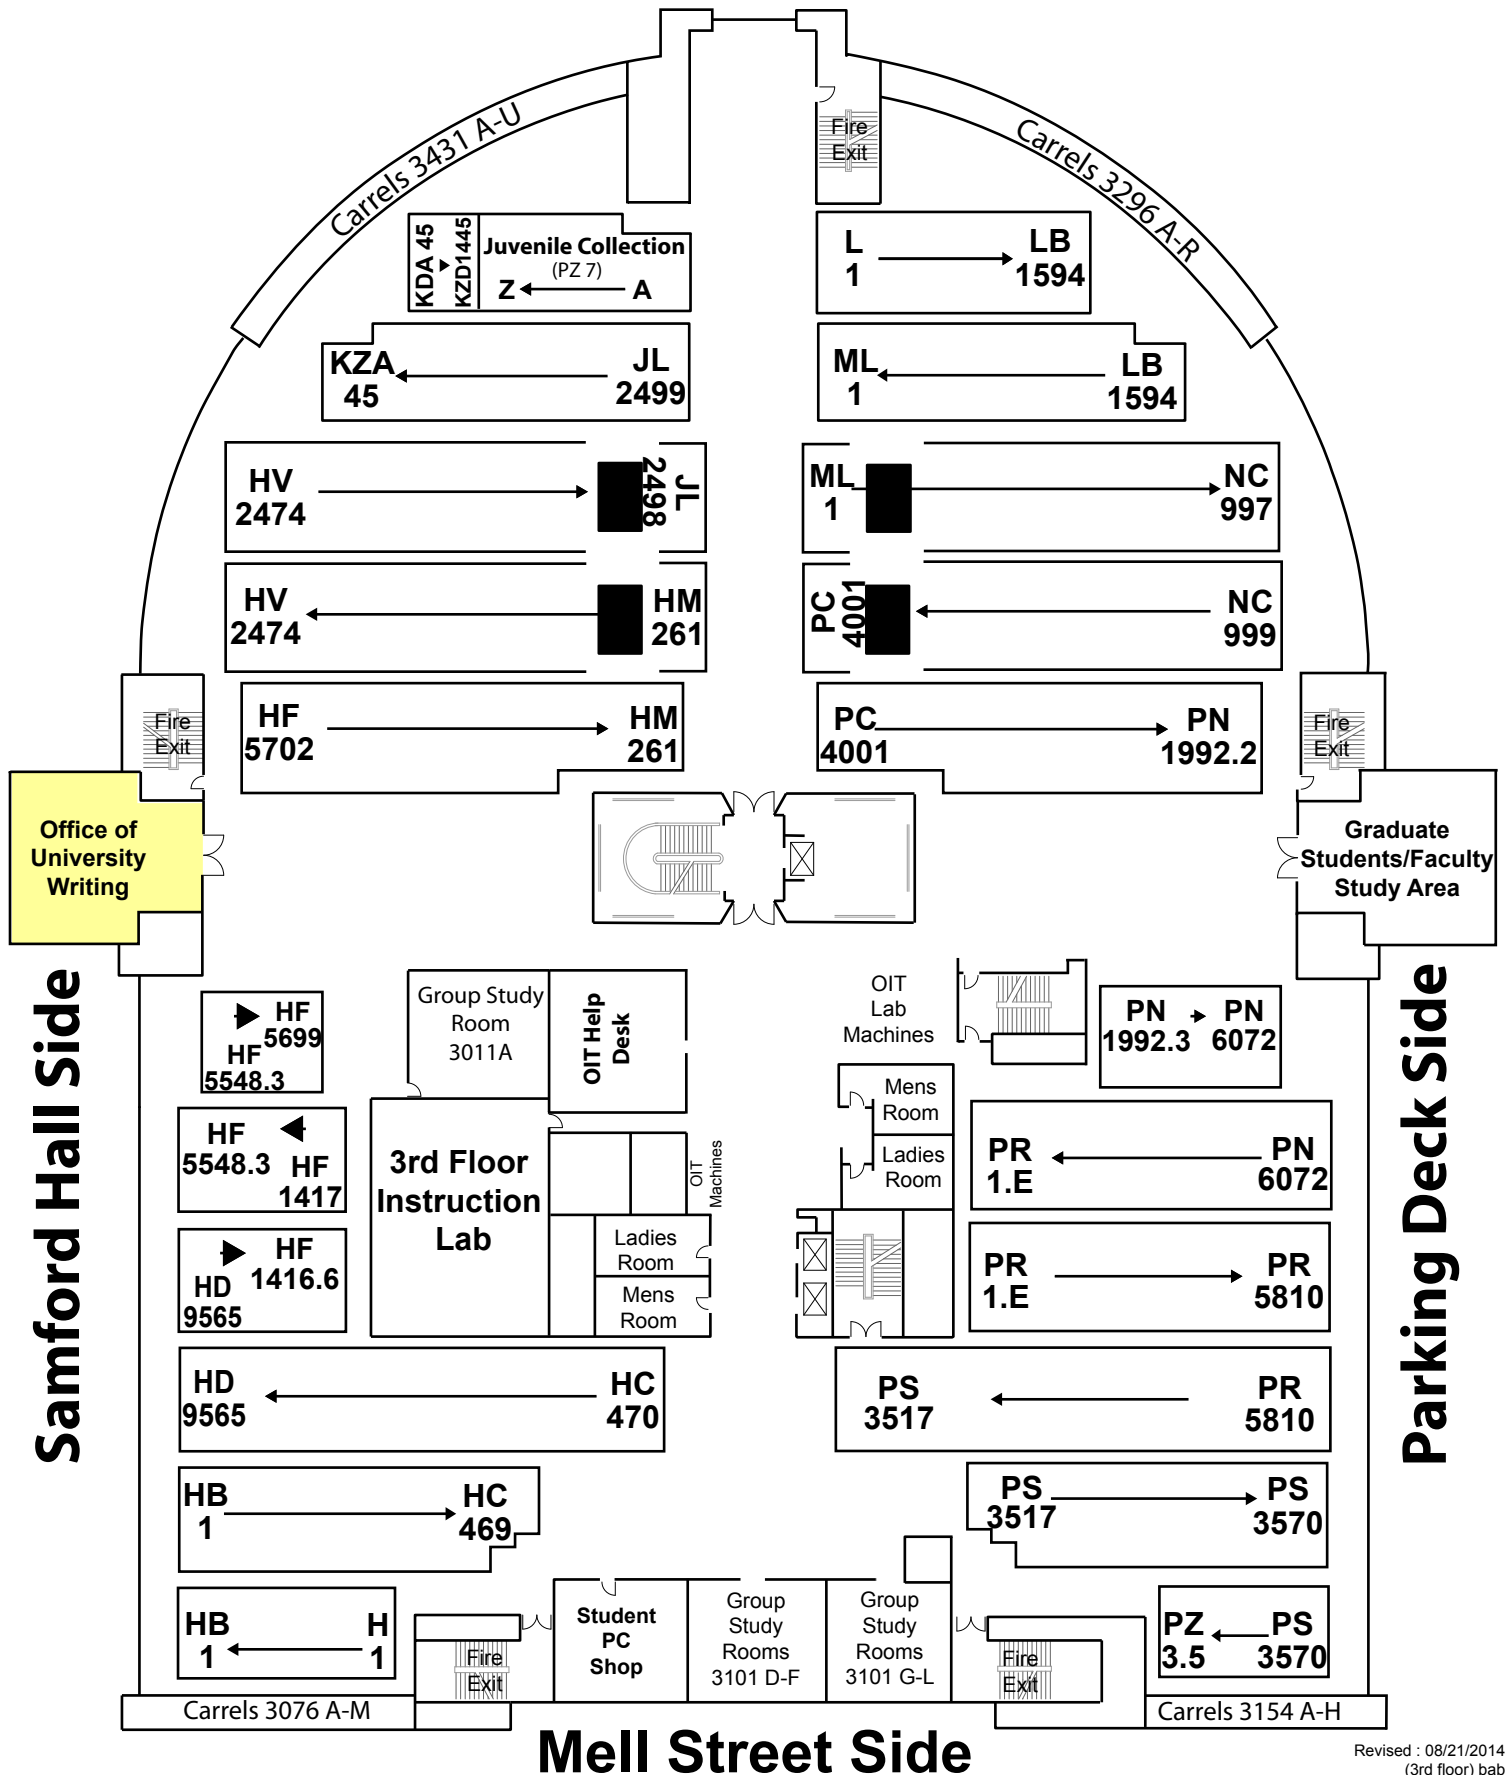 Carrels 3431 A-U
Fire
Exit
Carrels 3296 A-R
KDA 45
KZD1445
Juvenile Collection
(PZ 7)
Z A
L
1
LB
1594
KZA
45
JL
2499
ML
1
LB
1594
HV
2474
JL
2498
ML
1
NC
997
HV
2474
HM
261
PC
4001
NC
999
HF
5702
HM
261
PC
4001
PN
1992.2
Fire
Exit
Fire
Exit
Office of
University
Writing
Graduate
Students/Faculty
Study Area
Samford Hall Side
Parking Deck Side
HF
5699
HF
5548.3
Group Study
Room
3011A
OIT Help
Desk
OIT
Lab
Machines
PN
1992.3
PN
6072
Mens
Room
Ladies
Room
HF
5548.3
HF
1417
3rd Floor
Instruction
Lab
OIT
Machines
PR
1.E
PN
6072
HF
1416.6
HD
9565
Ladies
Room
Mens
Room
PR
1.E
PR
5810
HD
9565
HC
470
PS
3517
PR
5810
HB
1
HC
469
PS
3517
PS
3570
HB
1
H
1
Fire
Exit
Student
PC
Shop
Group
Study
Rooms
3101 D-F
Group
Study
Rooms
3101 G-L
Fire
Exit
PZ
3.5
PS
3570
Carrels 3076 A-M
Carrels 3154 A-H
Mell Street Side
Revised : 08/21/2014
(3rd floor) bab